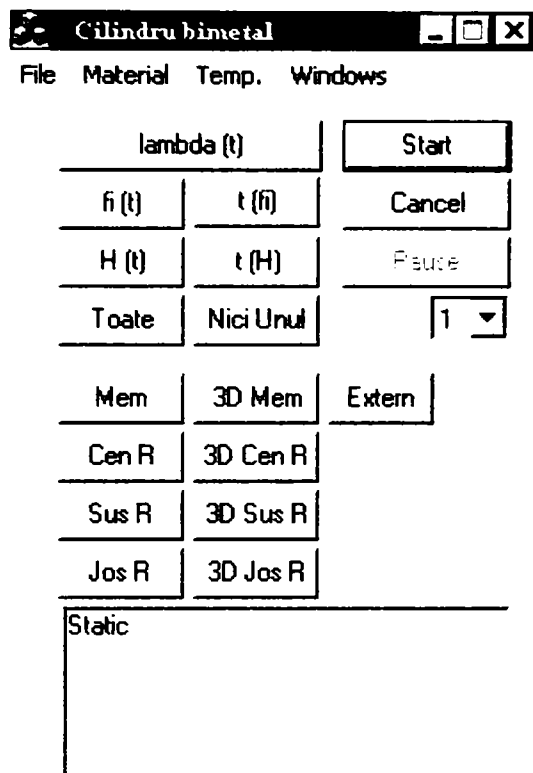 Cilindru bimetal
File Material Temp. Windows
lambda (t) Start
fi (t) t (fi) Cancel
H (t) t (H) Pause
Toate Nici Unul 1
Mem 3D Mem Extern
Cen R 3D Cen R
Sus R 3D Sus R
Jos R 3D Jos R
Static